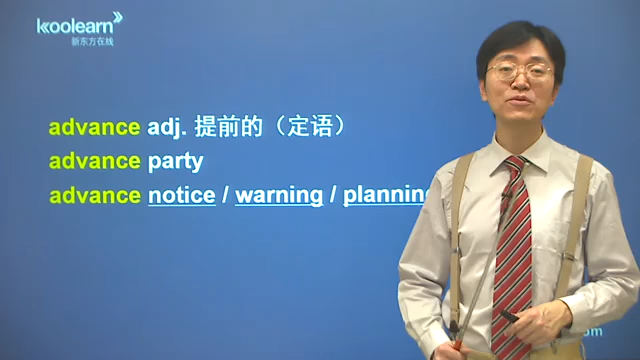 koolearn
新东方在线
advance adj. 提前的（定语）
advance party
advance notice / warning / planning
om